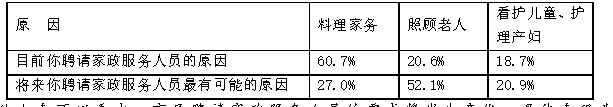 原 因 料理家务 照顾老人 看护儿童、护
理产妇
目前你聘请家政服务人员的原因 60.7% 20.6% 18.7%
将来你聘请家政服务人员最有可能的原因 27.0% 52.1% 20.9%